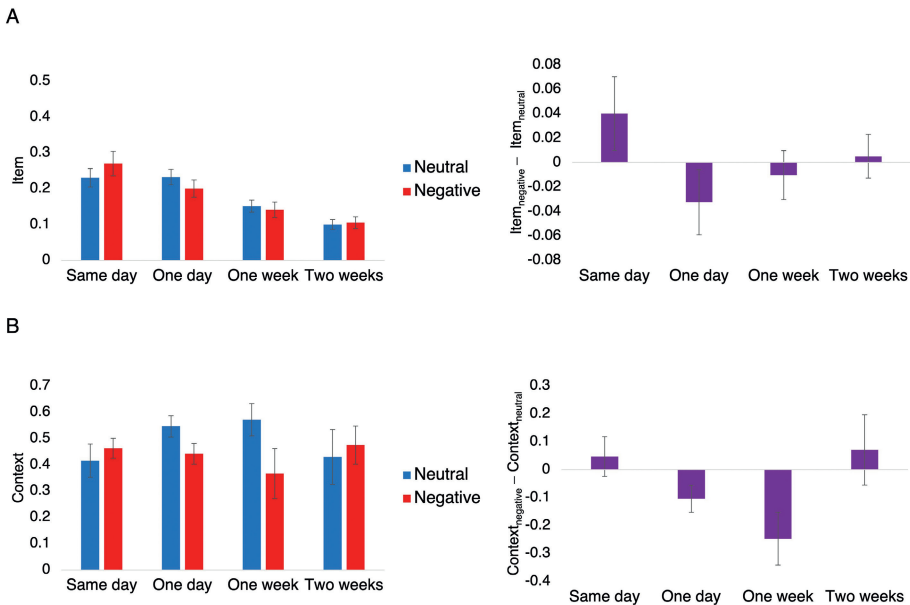 A
0.5
0.4
0.3
0.2
0.1
0
Item
Same day One day One week Two weeks
Neutral
Negative
0.08
0.06
0.04
0.02
0
-0.02
-0.04
-0.06
-0.08
Itemnegative – Itemneutral
Same day One day One week Two weeks
B
0.7
0.6
0.5
0.4
0.3
0.2
0.1
0
Context
Same day One day One week Two weeks
Neutral
Negative
0.3
0.2
0.1
0
-0.1
-0.2
-0.3
-0.4
Contextnegative – Contextneutral
Same day One day One week Two weeks